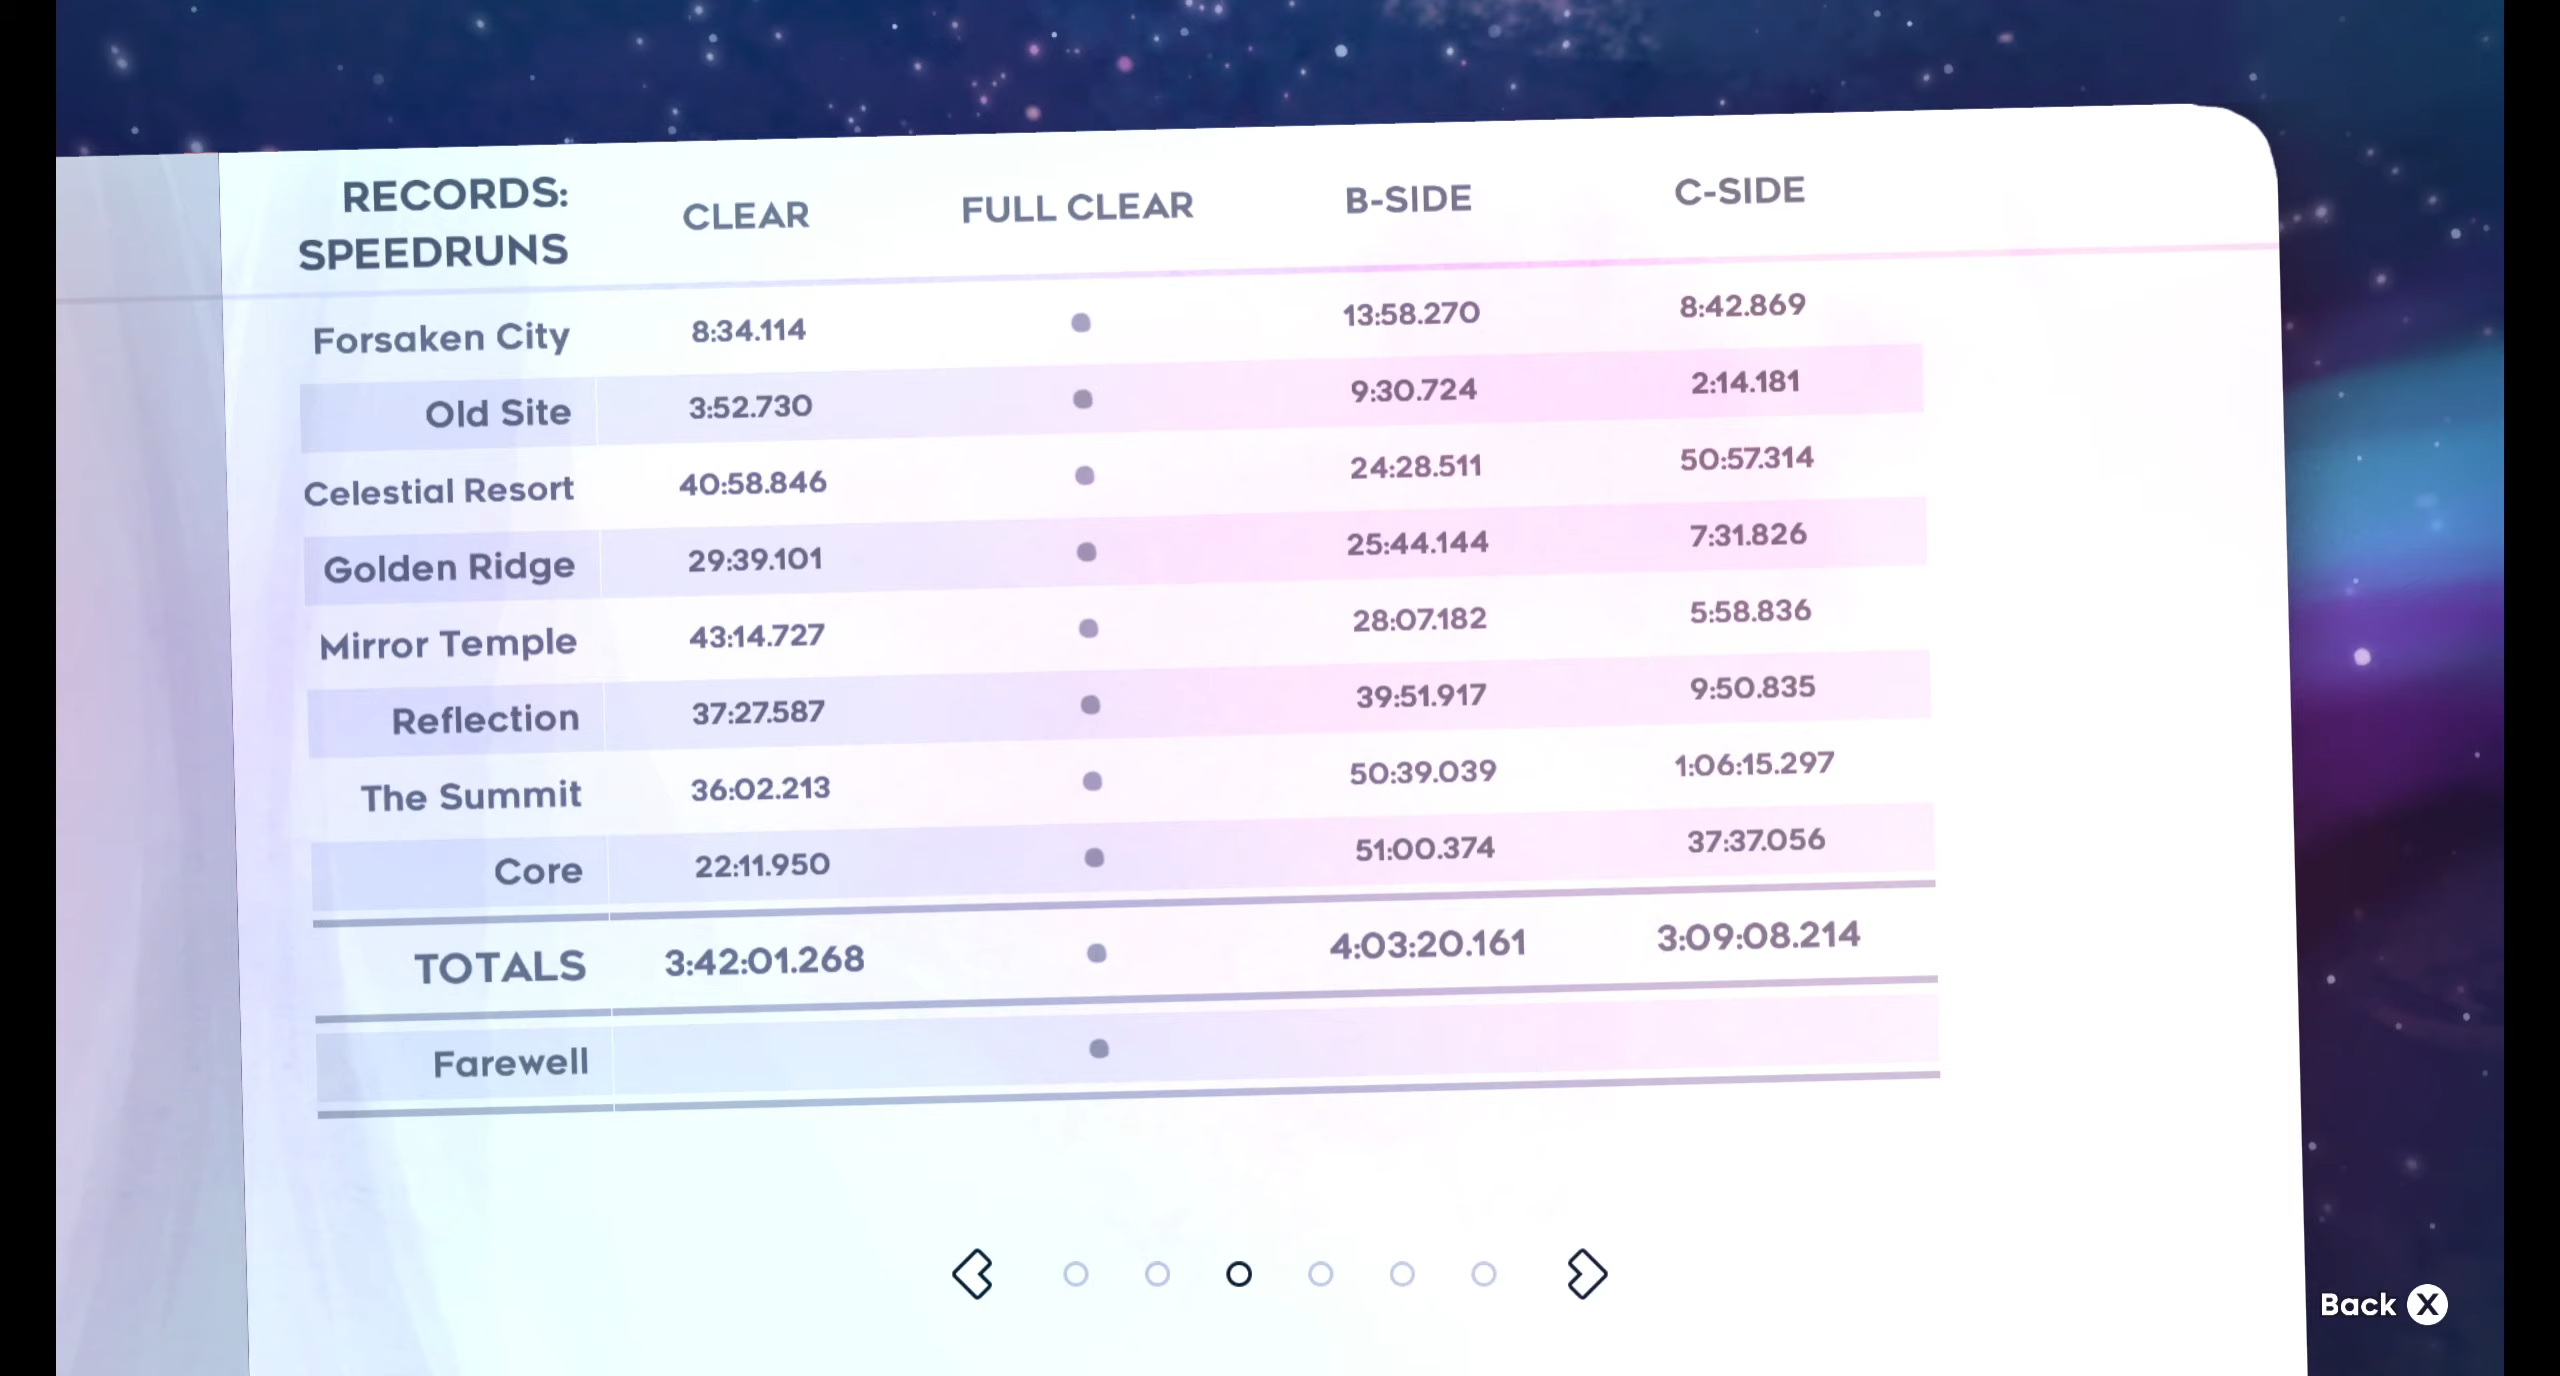 RECORDS:
SPEEDRUNS
CLEAR FULL CLEAR B-SIDE C-SIDE
Forsaken City 8:34.114 13:58.270 8:42.869
Old Site 3:52.730 9:30.724 2:14.181
Celestial Resort 40:58.846 24:28.511 50:57.314
Golden Ridge 29:39.101 25:44.144 7:31.826
Mirror Temple 43:14.727 28:07.182 5:58.836
Reflection 37:27.587 39:51.917 9:50.835
The Summit 36:02.213 50:39.039 1:06:15.297
Core 22:11.950 51:00.374 37:37.056
TOTALS 3:42:01.268 4:03:20.161 3:09:08.214
Farewell
Back X